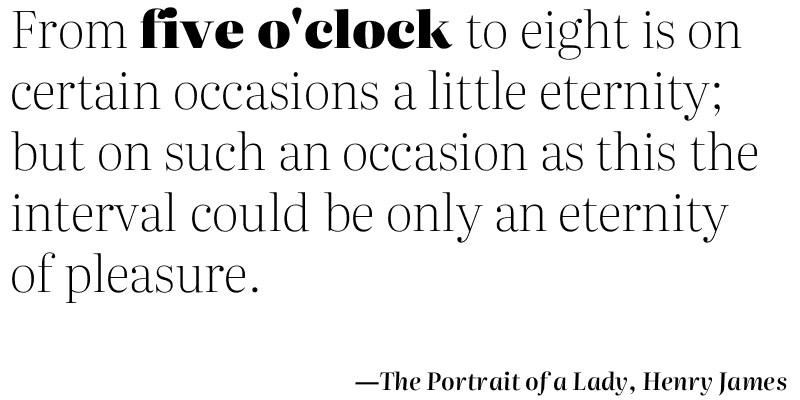 From five o'clock to eight is on
certain occasions a little eternity;
but on such an occasion as this the
interval could be only an eternity
of pleasure.
—The Portrait of a Lady, Henry James